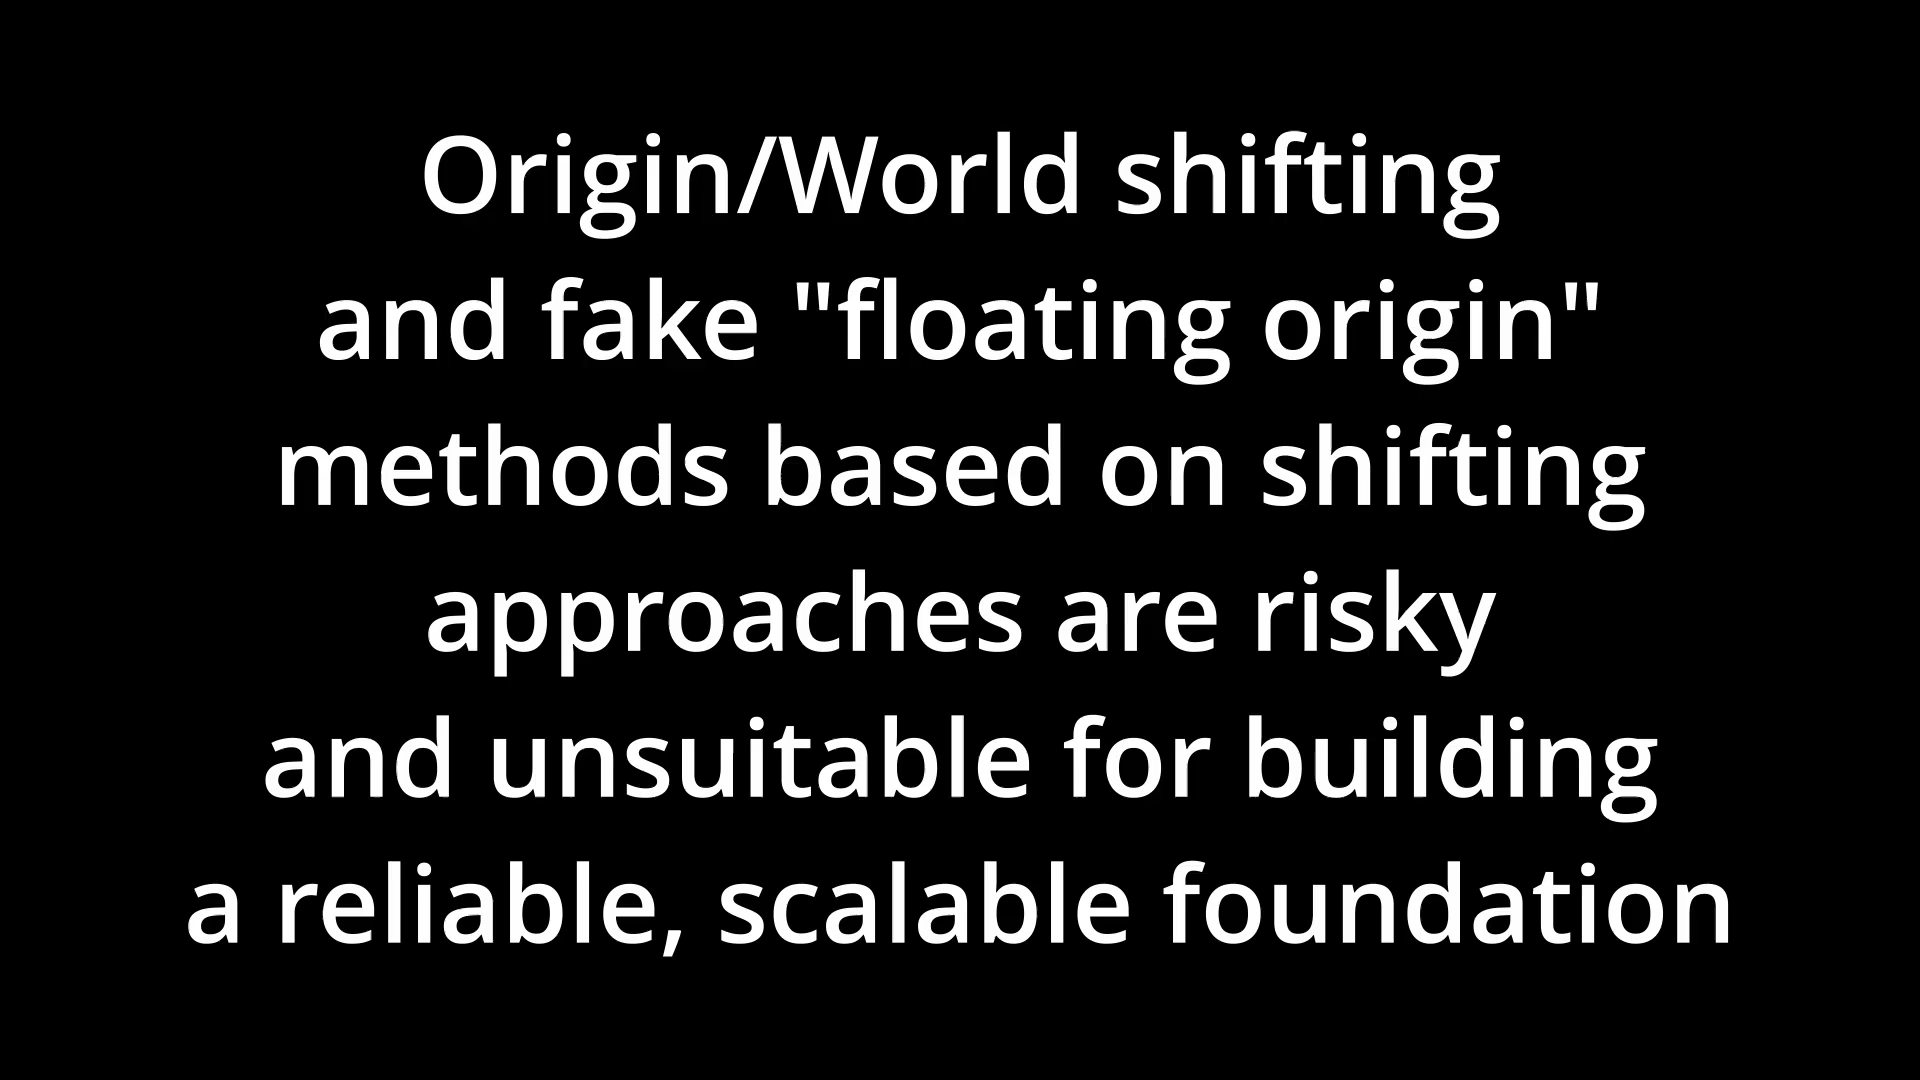 Origin/World shifting
and fake "floating origin"
methods based on shifting
approaches are risky
and unsuitable for building
a reliable, scalable foundation